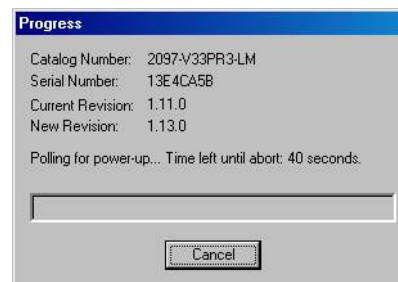 Progress
Catalog Number: 2097-V33PR3-LM
Serial Number: 13E4CA5B
Current Revision: 1.11.0
New Revision: 1.13.0
Polling for power-up... Time left until abort: 40 seconds.
Cancel